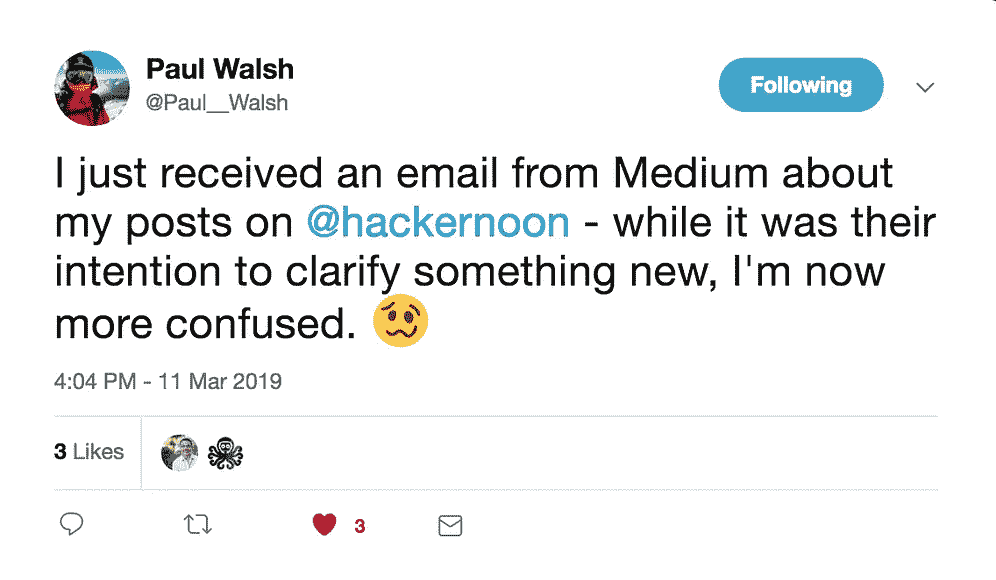 Paul Walsh
@Paul__Walsh
Following
I just received an email from Medium about
my posts on @hackernoon - while it was their
intention to clarify something new, I'm now
more confused. 🥴
4:04 PM - 11 Mar 2019
3 Likes
3